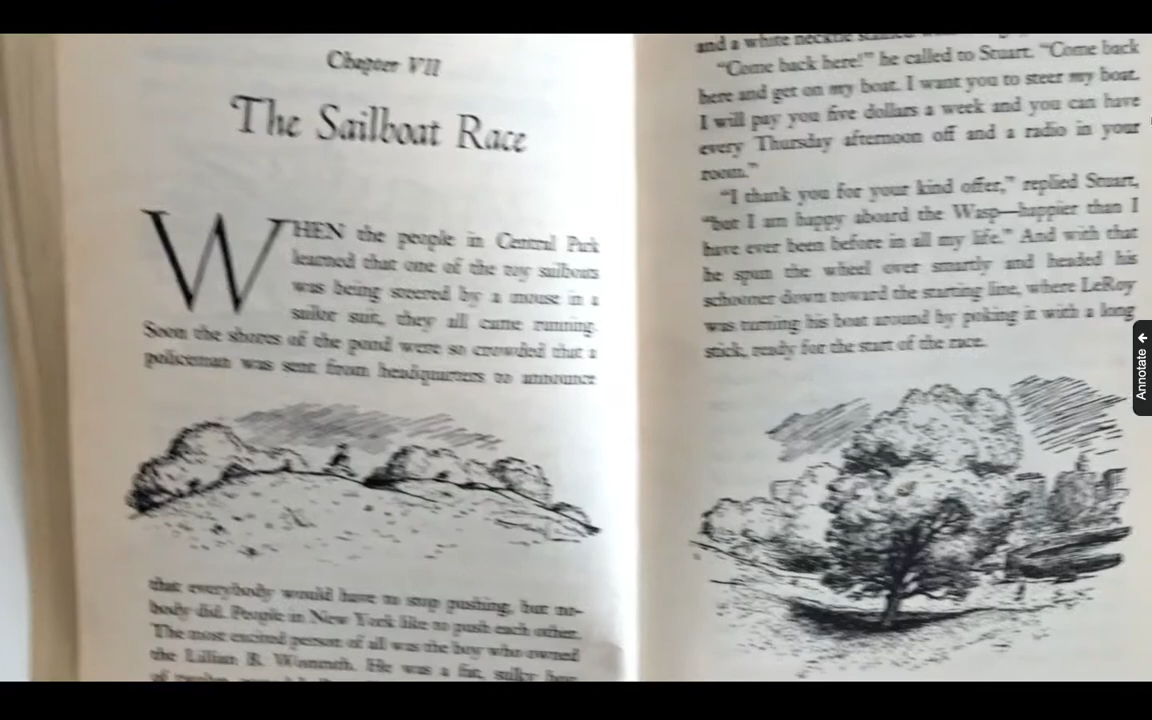 Chapter VII
The Sailboat Race
WHEN the people in Central Park
learned that one of the toy sailboats
was being steered by a mouse in a
sailor suit, they all came running.
Soon the shores of the pond were so crowded that a
policeman was sent from headquarters to announce
that everybody would have to stop pushing, but no-
body did. People in New York like to push each other.
The most excited person of all was the boy who owned
the Lillian B. Womrath. He was a fat, sulky boy
of twelve,
and a white necktie stained
“Come back here!” he called to Stuart. “Come back
here and get on my boat. I want you to steer my boat.
I will pay you five dollars a week and you can have
every Thursday afternoon off and a radio in your
room.”
“I thank you for your kind offer,” replied Stuart,
“but I am happy aboard the Wasp—happier than I
have ever been before in all my life.” And with that
he spun the wheel over smartly and headed his
schooner down toward the starting line, where LeRoy
was turning his boat around by poking it with a long
stick, ready for the start of the race.
Annotate